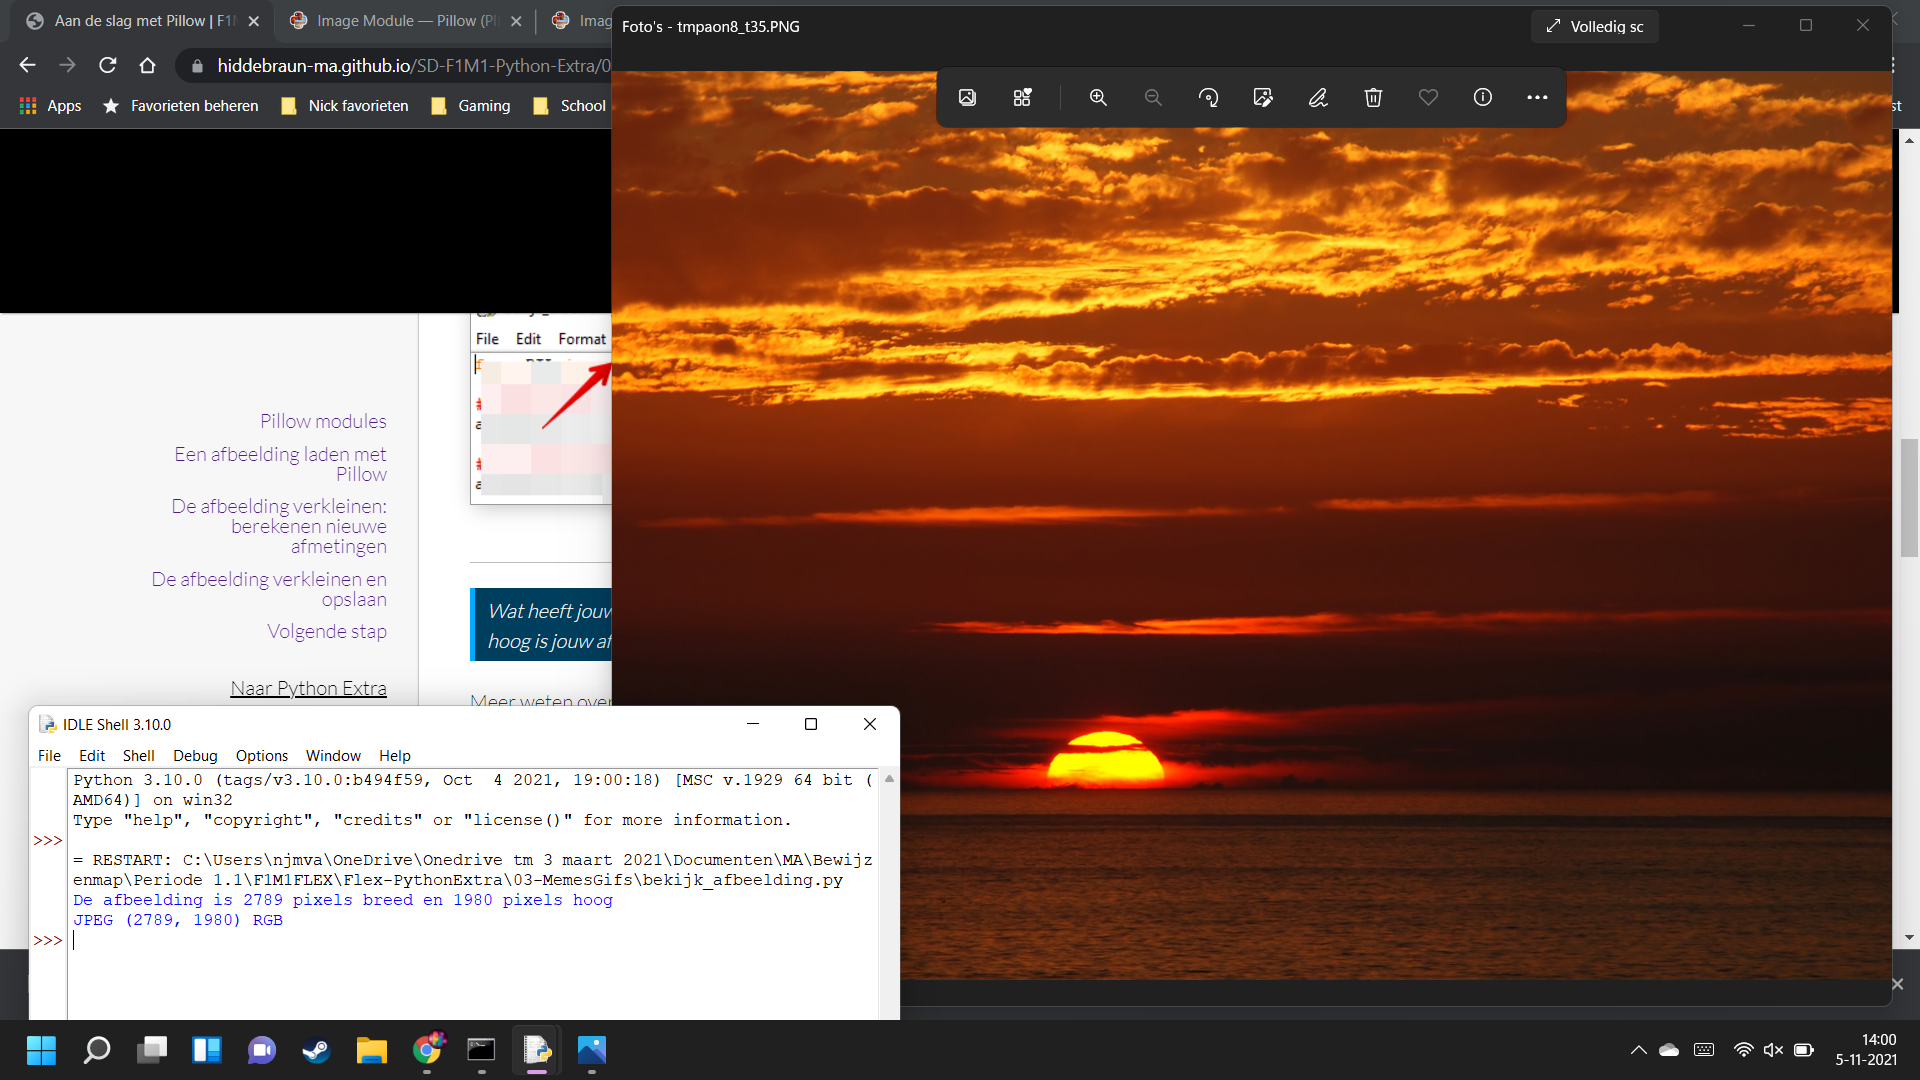 Aan de slag met Pillow | F1M
Image Module — Pillow (PI
Imag
Foto's - tmpaon8_t35.PNG
Volledig sc
hiddebraun-ma.github.io/SD-F1M1-Python-Extra/0
Apps
Favorieten beheren
Nick favorieten
Gaming
School
st
File Edit Format
#
a
#
a
Pillow modules
Een afbeelding laden met
Pillow
De afbeelding verkleinen:
berekenen nieuwe
afmetingen
De afbeelding verkleinen en
opslaan
Volgende stap
Naar Python Extra
Wat heeft jouw
hoog is jouw af
Meer weten over
IDLE Shell 3.10.0
File Edit Shell Debug Options Window Help
Python 3.10.0 (tags/v3.10.0:b494f59, Oct  4 2021, 19:00:18) [MSC v.1929 64 bit (
AMD64)] on win32
Type "help", "copyright", "credits" or "license()" for more information.
>>>
= RESTART: C:\Users\njmva\OneDrive\Onedrive tm 3 maart 2021\Documenten\MA\Bewijz
enmap\Periode 1.1\F1M1FLEX\Flex-PythonExtra\03-MemesGifs\bekijk_afbeelding.py
De afbeelding is 2789 pixels breed en 1980 pixels hoog
JPEG (2789, 1980) RGB
>>>
14:00
5-11-2021